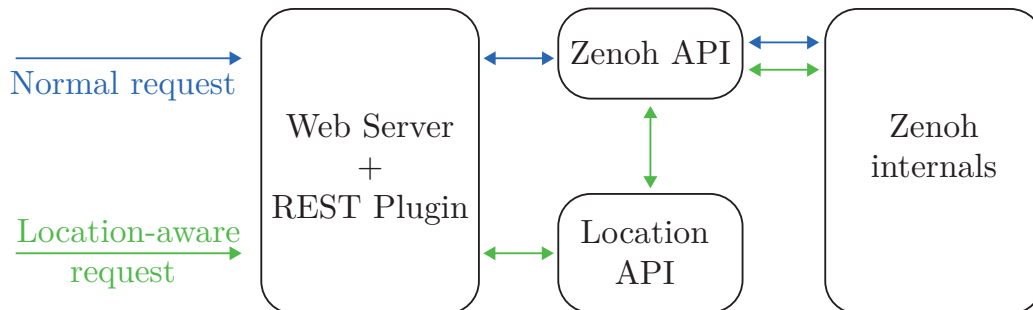 Normal request
Location-aware
request
Web Server
+
REST Plugin
Zenoh API
Location
API
Zenoh
internals